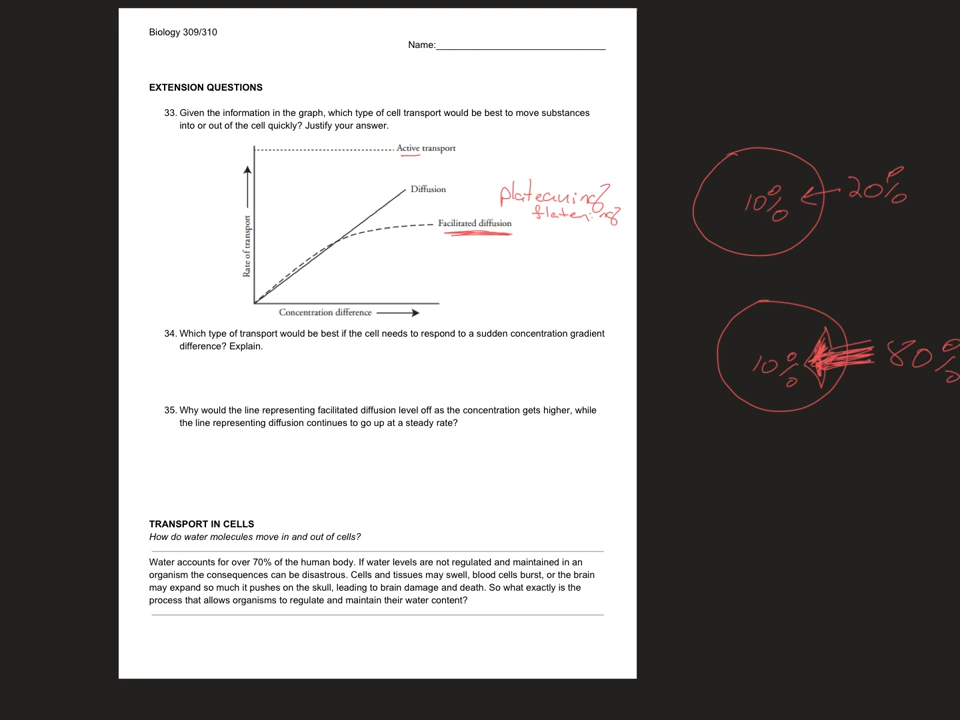 Biology 309/310
Name:
EXTENSION QUESTIONS
33. Given the information in the graph, which type of cell transport would be best to move substances
into or out of the cell quickly? Justify your answer.
Active transport
Diffusion
Facilitated diffusion
Rate of transport
Concentration difference
plateauing
flatening
10%
20%
10%
80%
34. Which type of transport would be best if the cell needs to respond to a sudden concentration gradient
difference? Explain.
35. Why would the line representing facilitated diffusion level off as the concentration gets higher, while
the line representing diffusion continues to go up at a steady rate?
TRANSPORT IN CELLS
How do water molecules move in and out of cells?
Water accounts for over 70% of the human body. If water levels are not regulated and maintained in an
organism the consequences can be disastrous. Cells and tissues may swell, blood cells burst, or the brain
may expand so much it pushes on the skull, leading to brain damage and death. So what exactly is the
process that allows organisms to regulate and maintain their water content?